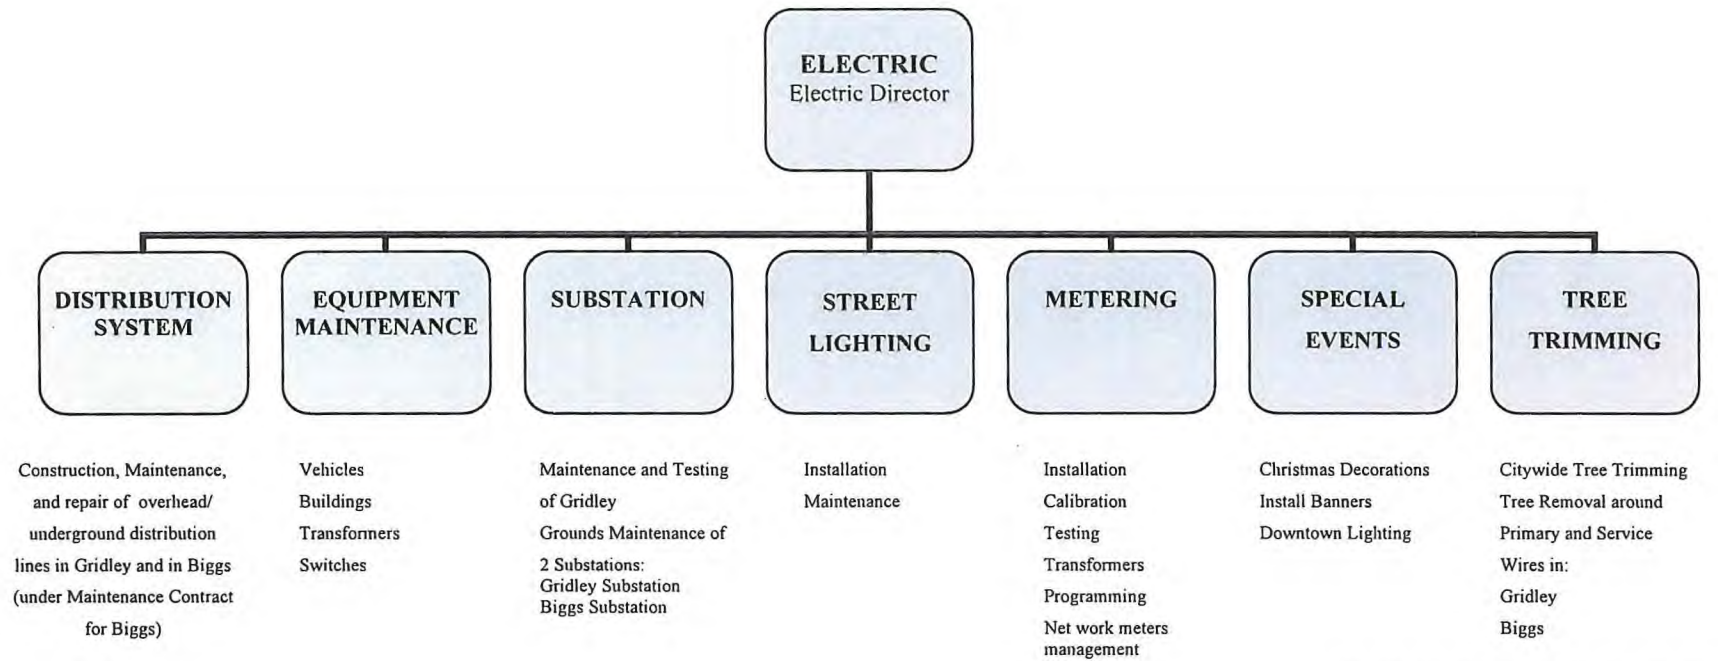 ELECTRIC
Electric Director
DISTRIBUTION
SYSTEM
EQUIPMENT
MAINTENANCE
SUBSTATION
STREET
LIGHTING
METERING
SPECIAL
EVENTS
TREE
TRIMMING
Construction, Maintenance,
and repair of overhead/
underground distribution
lines in Gridley and in Biggs
(under Maintenance Contract
for Biggs)
Vehicles
Buildings
Transformers
Switches
Maintenance and Testing
of Gridley
Grounds Maintenance of
2 Substations:
Gridley Substation
Biggs Substation
Installation
Maintenance
Installation
Calibration
Testing
Transformers
Programming
Net work meters
management
Christmas Decorations
Install Banners
Downtown Lighting
Citywide Tree Trimming
Tree Removal around
Primary and Service
Wires in:
Gridley
Biggs